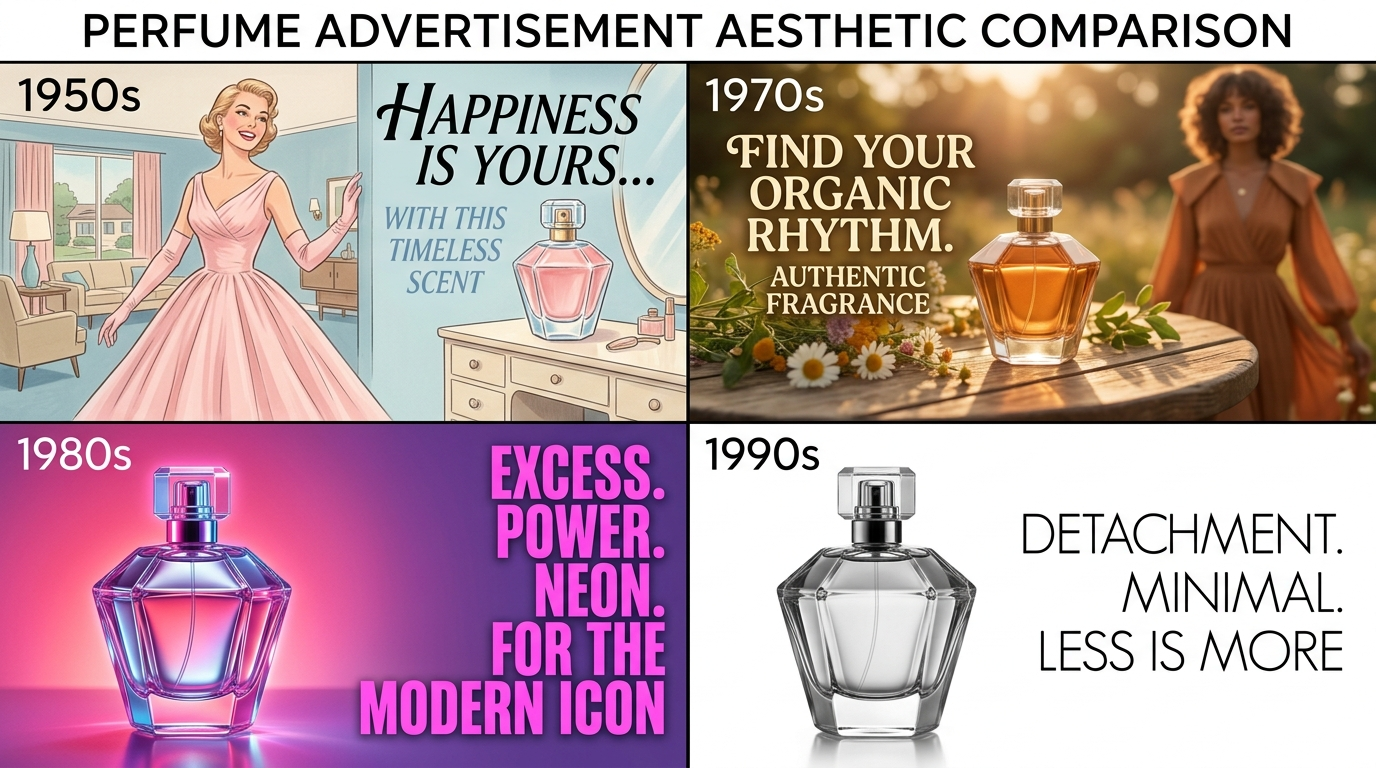 PERFUME ADVERTISEMENT AESTHETIC COMPARISON
1950s
HAPPINESS
IS YOURS...
WITH THIS
TIMELESS
SCENT
1970s
FIND YOUR
ORGANIC
RHYTHM.
AUTHENTIC
FRAGRANCE
1980s
EXCESS.
POWER.
NEON.
FOR THE
MODERN ICON
1990s
DETACHMENT.
MINIMAL.
LESS IS MORE